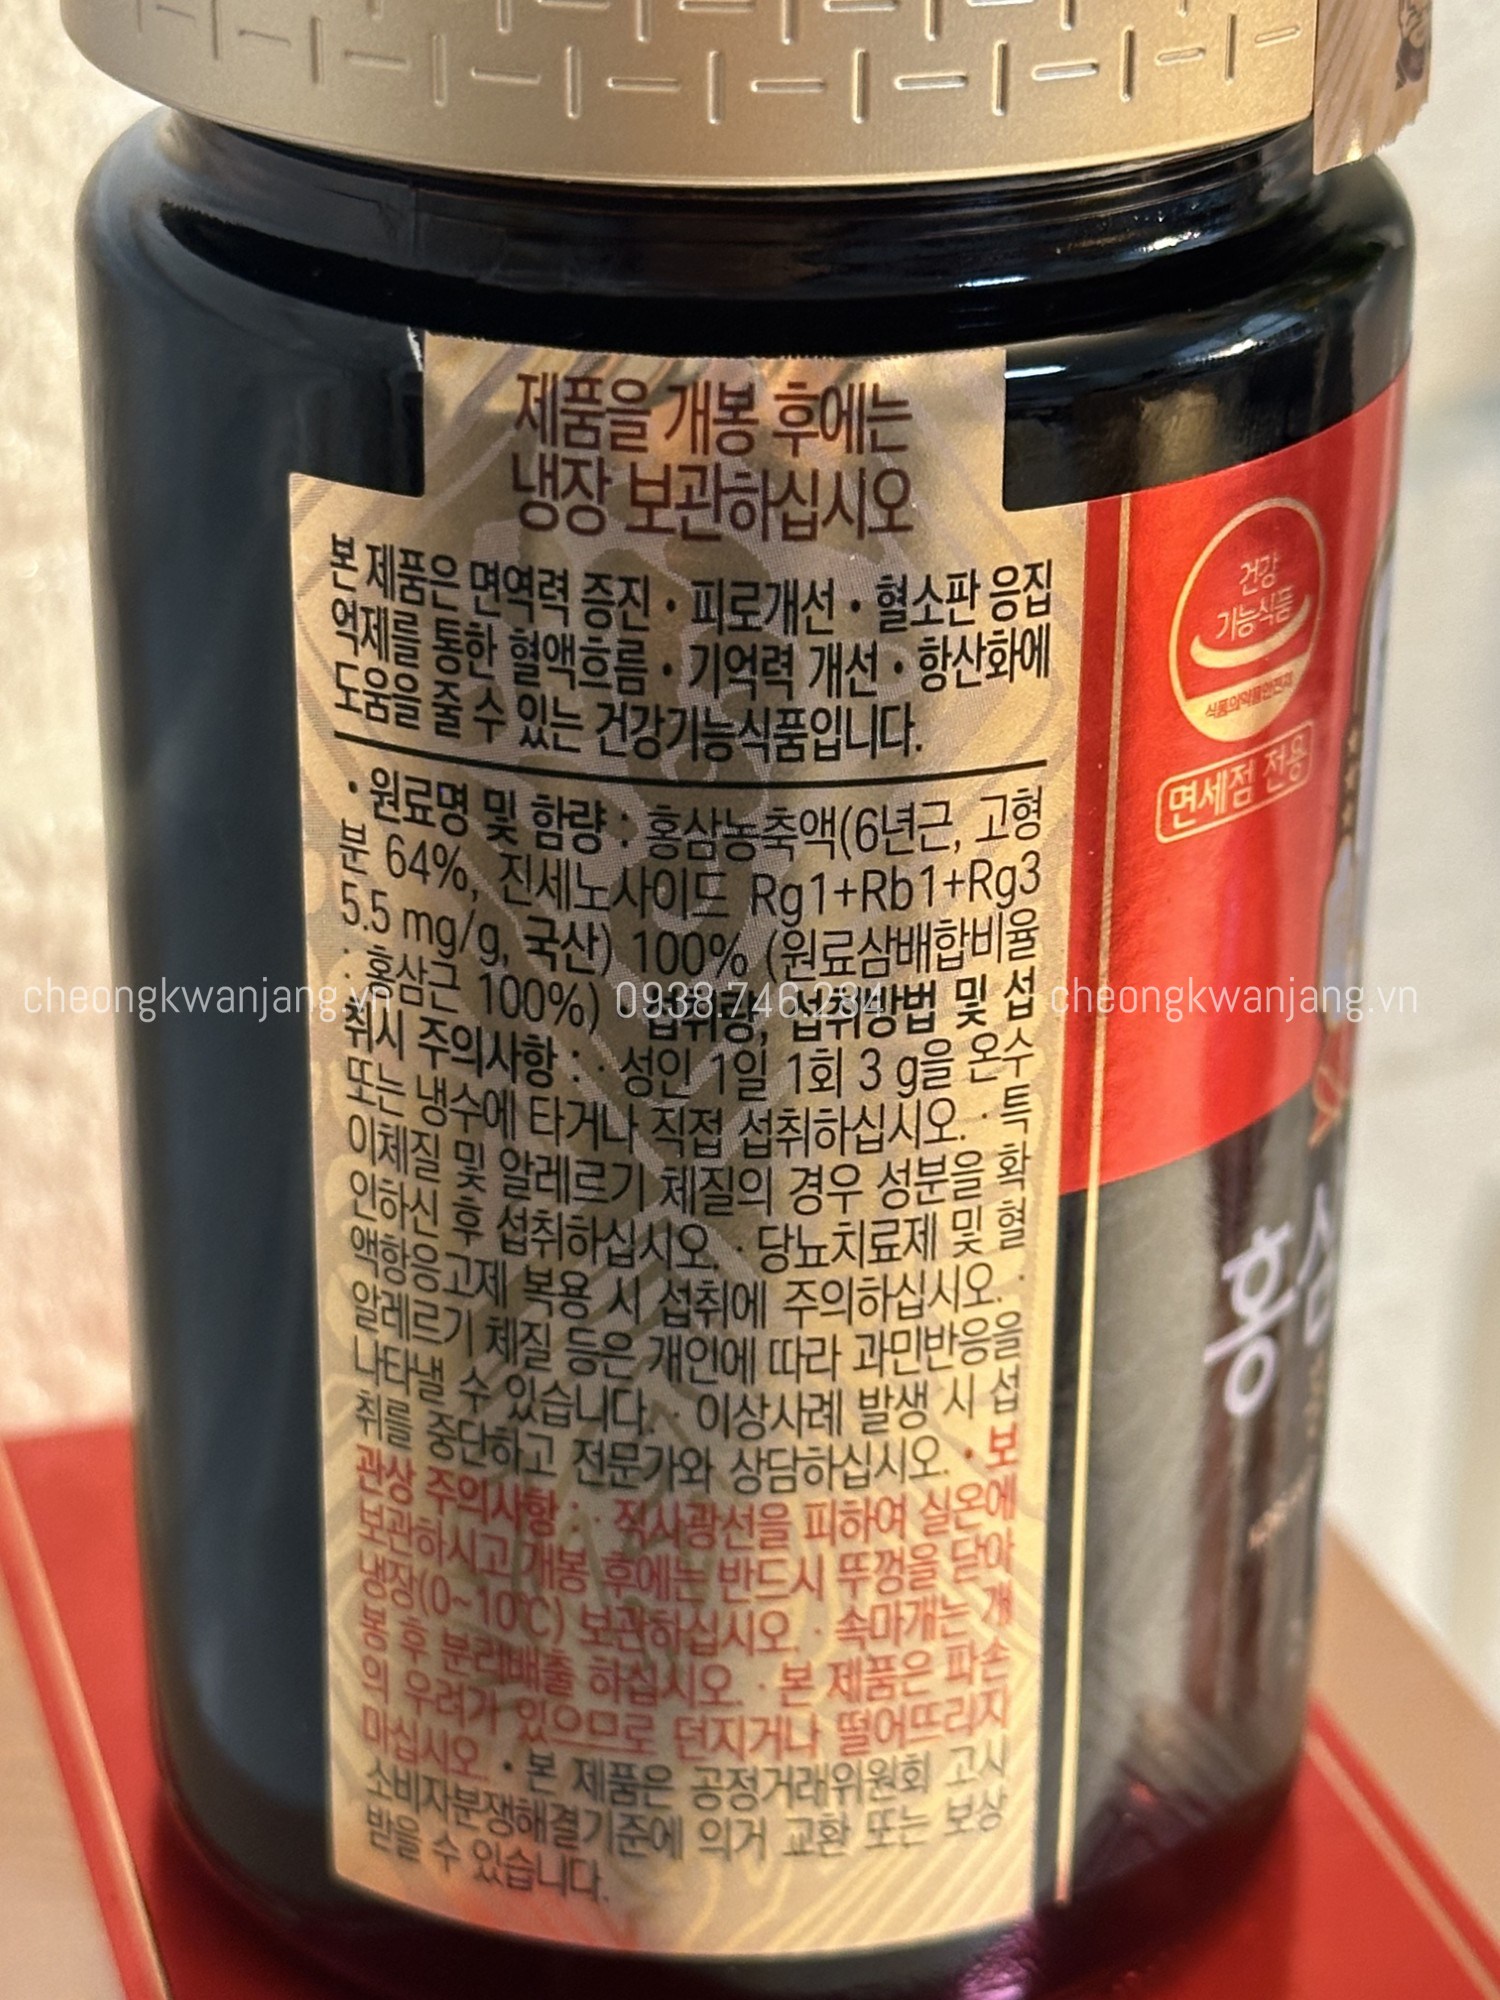 제품을 개봉 후에는
냉장 보관하십시오
본 제품은 면역력 증진 • 피로개선 • 혈소판 응집
억제를 통한 혈액흐름 • 기억력 개선 • 항산화에
도움을 줄 수 있는 건강기능식품입니다.
• 원료명 및 함량 : 홍삼농축액(6년근, 고형
분 64%, 진세노사이드 Rg1+Rb1+Rg3
5.5 mg/g, 국산) 100% (원료삼배합비율
: 홍삼근 100%) • 섭취량, 섭취방법 및 섭
취시 주의사항 : · 성인 1일 1회 3 g을 온수
또는 냉수에 타거나 직접 섭취하십시오. · 특
이체질 및 알레르기 체질의 경우 성분을 확
인하신 후 섭취하십시오. · 당뇨치료제 및 혈
액항응고제 복용 시 섭취에 주의하십시오. ·
알레르기 체질 등은 개인에 따라 과민반응을
나타낼 수 있습니다. · 이상사례 발생 시 섭
취를 중단하고 전문가와 상담하십시오. • 보
관상 주의사항 : · 직사광선을 피하여 실온에
보관하시고 개봉 후에는 반드시 뚜껑을 닫아
냉장(0~10℃) 보관하십시오. · 속마개는 개
봉 후 분리배출 하십시오. · 본 제품은 파손
의 우려가 있으므로 던지거나 떨어뜨리지
마십시오. • 본 제품은 공정거래위원회 고시
소비자분쟁해결기준에 의거 교환 또는 보상
받을 수 있습니다.
건강
기능식품
식품의약품안전처
면세점 전용
홍삼
cheongkwanjang.vn 0938.746.234 cheongkwanjang.vn